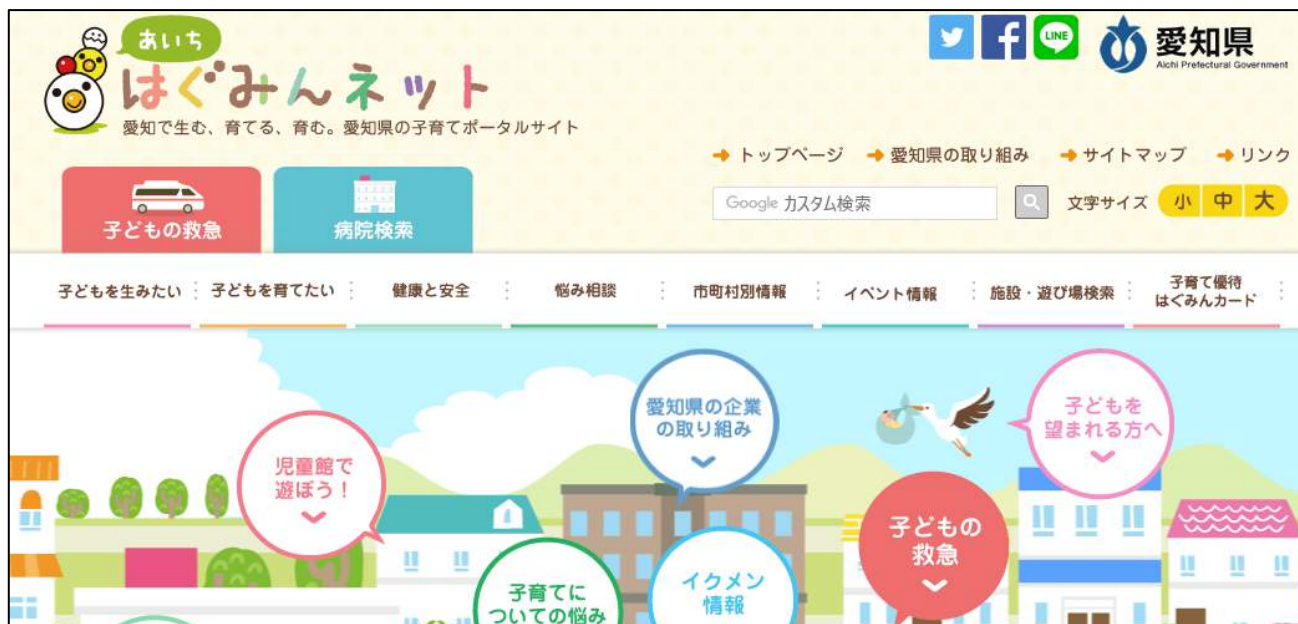 あいち
はぐみんネット
愛知で生む、育てる、育む。愛知県の子育てポータルサイト
LINE
愛知県
Aichi Prefectural Government
トップページ
愛知県の取り組み
サイトマップ
リンク
Google カスタム検索
文字サイズ 小 中 大
子どもの救急
病院検索
子どもを生みたい
子どもを育てたい
健康と安全
悩み相談
市町村別情報
イベント情報
施設・遊び場検索
子育て優待
はぐみんカード
愛知県の企業
の取り組み
子どもを
望まれる方へ
児童館で
遊ぼう！
子どもの
救急
子育てに
ついての悩み
イクメン
情報